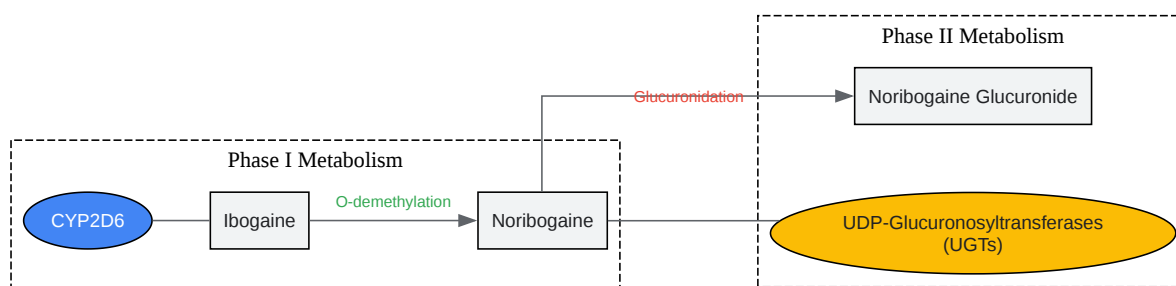 Phase II Metabolism
Noribogaine Glucuronide
Glucuronidation
Phase I Metabolism
CYP2D6
Ibogaine
O-demethylation
Noribogaine
UDP-Glucuronosyltransferases
(UGTs)